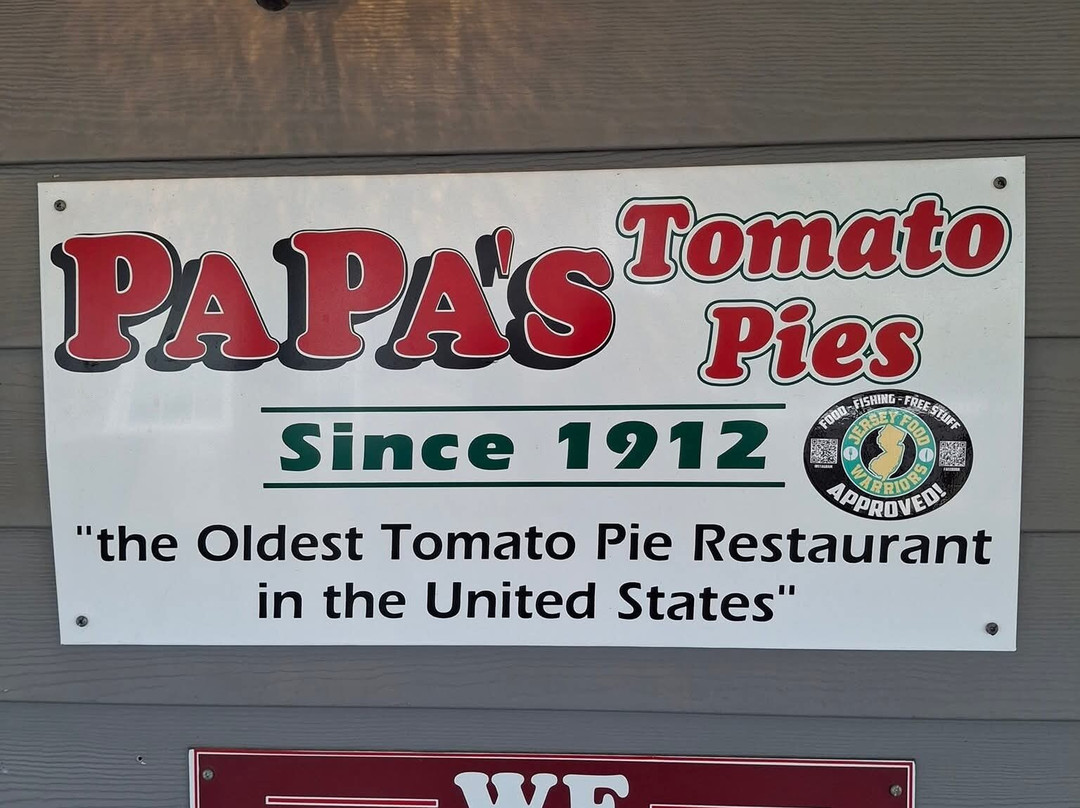 PAPA'S Tomato
Pies
Since 1912
FOOD - FISHING - FREE STUFF
JERSEY FOOD
WARRIORS
APPROVED!
"the Oldest Tomato Pie Restaurant
in the United States"
WE